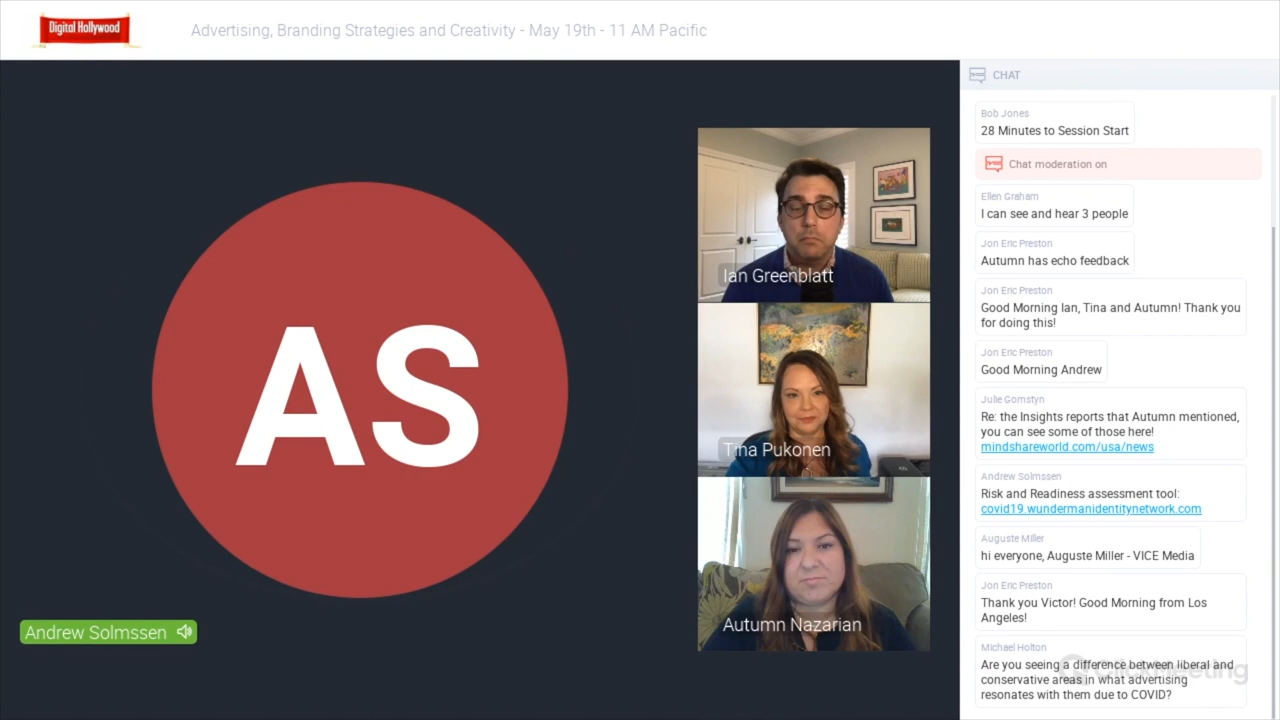 Digital Hollywood
Advertising, Branding Strategies and Creativity - May 19th - 11 AM Pacific
AS
Andrew Solmssen
Ian Greenblatt
Tina Pukonen
Autumn Nazarian
CHAT
Bob Jones
28 Minutes to Session Start
Chat moderation on
Ellen Graham
I can see and hear 3 people
Jon Eric Preston
Autumn has echo feedback
Jon Eric Preston
Good Morning Ian, Tina and Autumn! Thank you
for doing this!
Jon Eric Preston
Good Morning Andrew
Julie Gomstyn
Re: the Insights reports that Autumn mentioned,
you can see some of those here!
mindshareworld.com/usa/news
Andrew Solmssen
Risk and Readiness assessment tool:
covid19.wundermanidentitynetwork.com
Auguste Miller
hi everyone, Auguste Miller - VICE Media
Jon Eric Preston
Thank you Victor! Good Morning from Los
Angeles!
Michael Holton
Are you seeing a difference between liberal and
conservative areas in what advertising
resonates with them due to COVID?
ClickMeeting